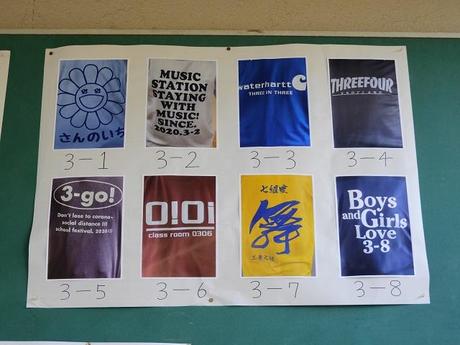 さんのいち
MUSIC
STATION
STAYING
WITH
MUSIC!
SINCE.
2020.3-2
waterhartt
THREE IN THREE
THREEFOUR
3-1
3-2
3-3
3-4
3-go!
Don't lose to corona-
social distance !!!
school festival, 2020!!!
O!Oi
class room 0306
七組衆
舞
Boys
and Girls
Love
3-8
3-5
3-6
3-7
3-8